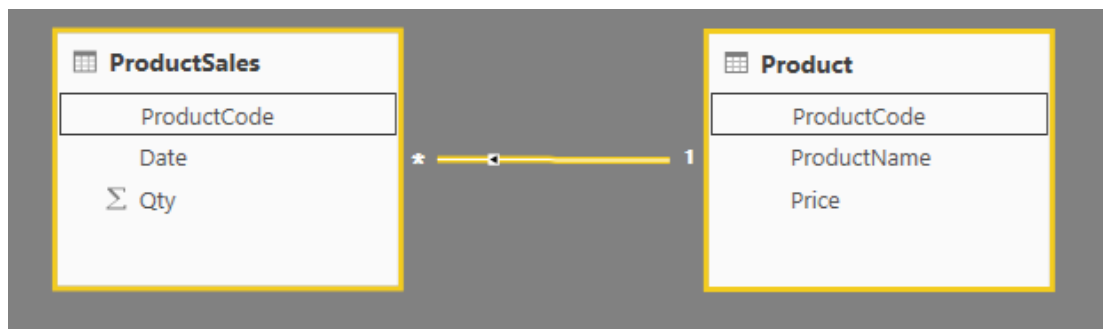 ProductSales
ProductCode
Date
Σ Qty
* 1
Product
ProductCode
ProductName
Price